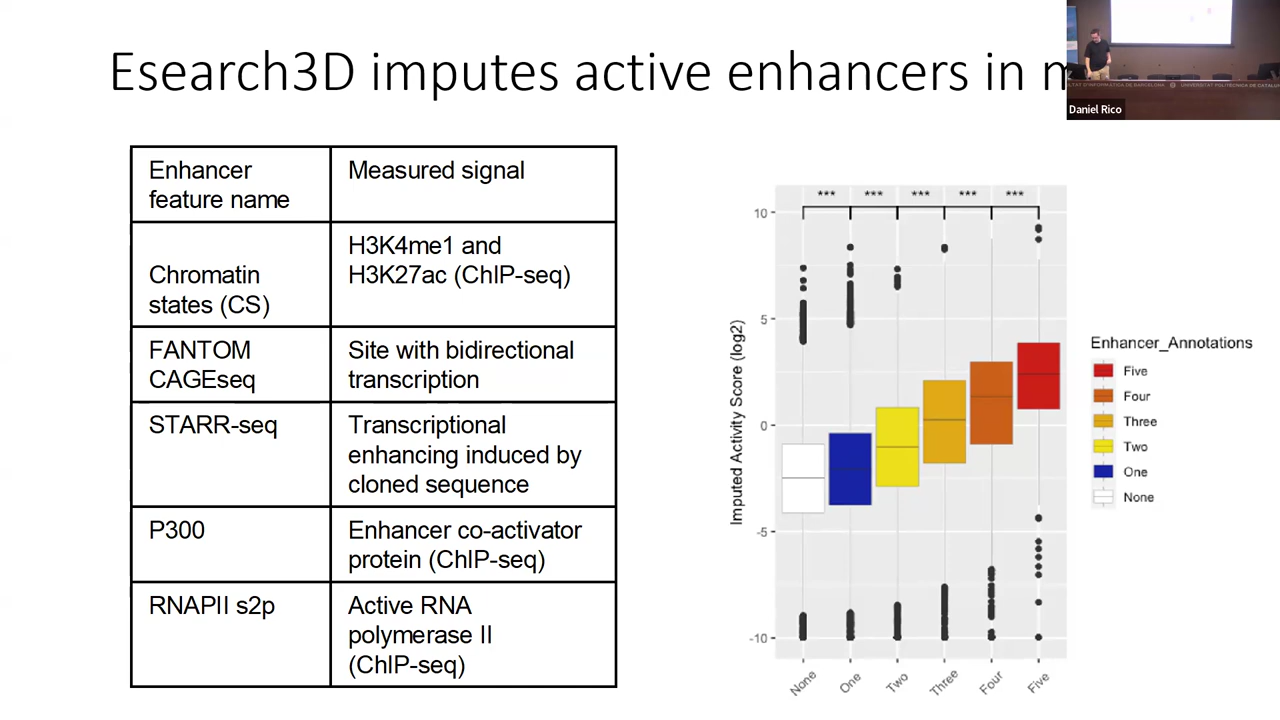 Esearch3D imputes active enhancers in m
Daniel Rico
Enhancer
feature name
Measured signal
Chromatin
states (CS)
H3K4me1 and
H3K27ac (ChIP-seq)
FANTOM
CAGEseq
Site with bidirectional
transcription
STARR-seq
Transcriptional
enhancing induced by
cloned sequence
P300
Enhancer co-activator
protein (ChIP-seq)
RNAPII s2p
Active RNA
polymerase II
(ChIP-seq)
*** *** *** *** ***
Imputed Activity Score (log2)
10
5
0
-5
-10
None One Two Three Four Five
Enhancer_Annotations
Five
Four
Three
Two
One
None